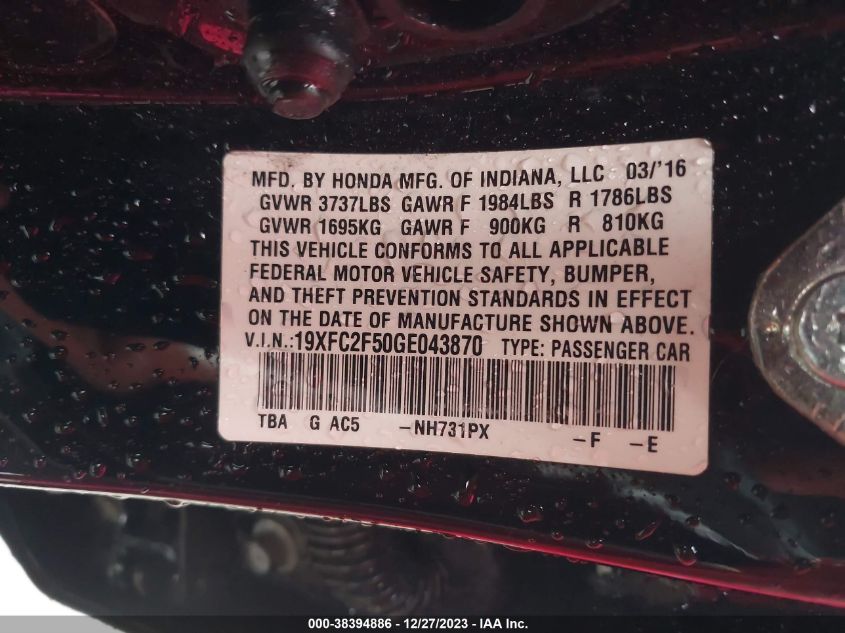 MFD. BY HONDA MFG. OF INDIANA, LLC 03/'16
GVWR 3737LBS GAWR F 1984LBS R 1786LBS
GVWR 1695KG GAWR F 900KG R 810KG
THIS VEHICLE CONFORMS TO ALL APPLICABLE
FEDERAL MOTOR VEHICLE SAFETY, BUMPER,
AND THEFT PREVENTION STANDARDS IN EFFECT
ON THE DATE OF MANUFACTURE SHOWN ABOVE.
V.I.N.:19XFC2F50GE043870 TYPE: PASSENGER CAR
TBA G AC5 –NH731PX –F –E
000-38394886 – 12/27/2023 – IAA Inc.